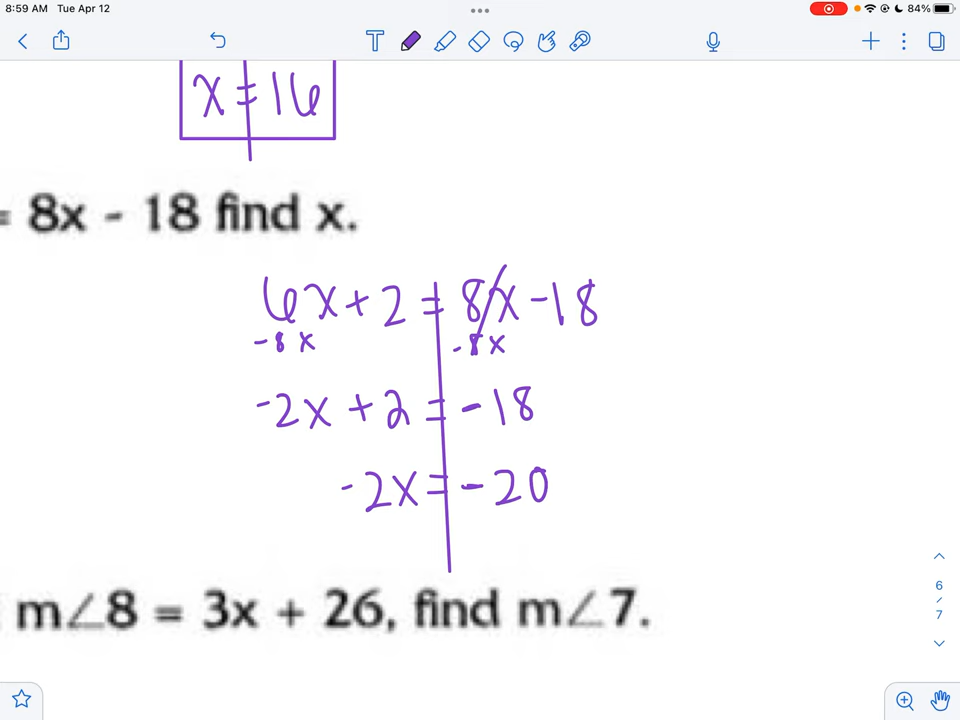 8:59 AM Tue Apr 12
84%
T
x = 16
= 8x - 18 find x.
6x + 2 = 8x - 18
-8x -8x
-2x + 2 = -18
-2x = -20
m∠8 = 3x + 26, find m∠7.
6
/
7